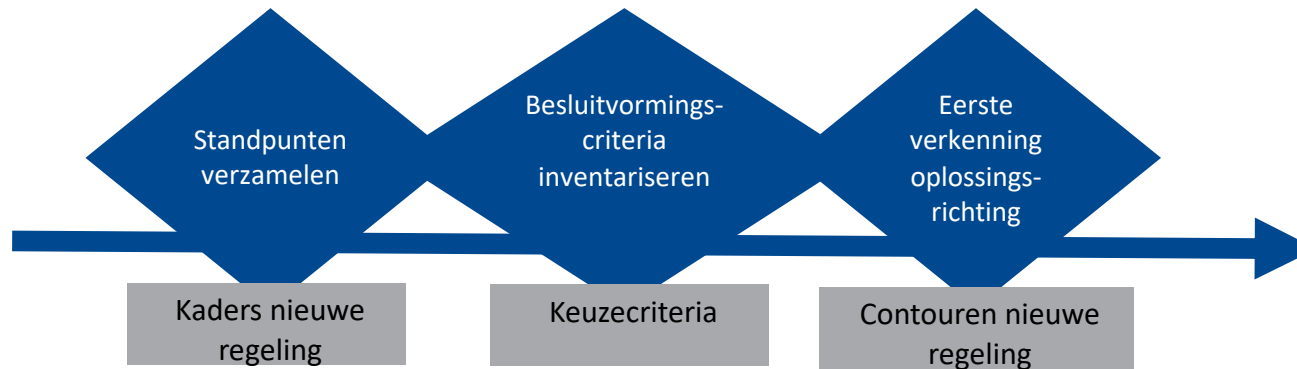 Standpunten
verzamelen
Besluitvormings-
criteria
inventariseren
Eerste
verkenning
oplossings-
richting
Kaders nieuwe
regeling
Keuzecriteria
Contouren nieuwe
regeling